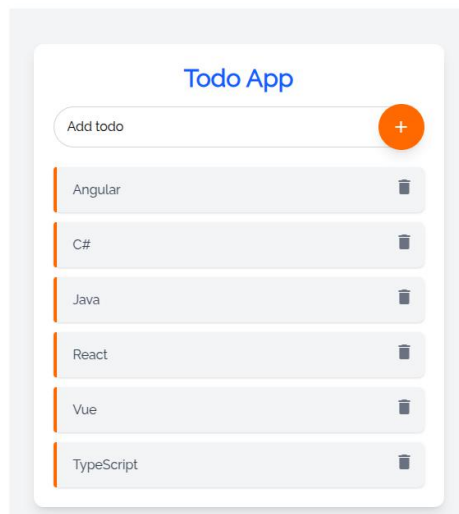 Todo App
Add todo
+
Angular
C#
Java
React
Vue
TypeScript